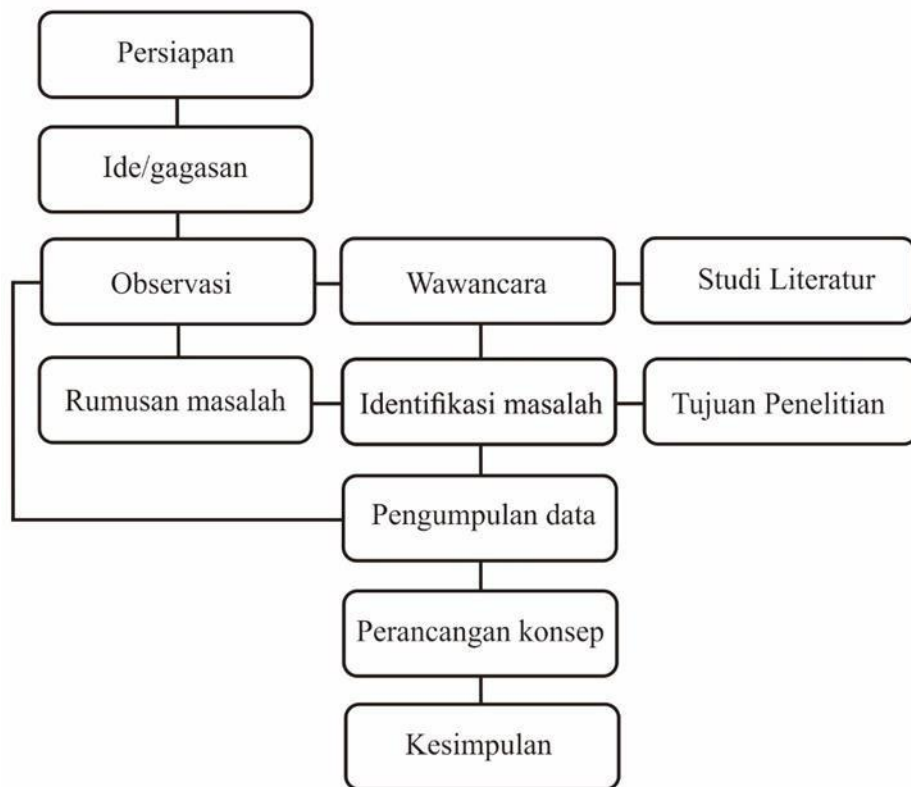 Persiapan
Ide/gagasan
Observasi
Wawancara
Studi Literatur
Rumusan masalah
Identifikasi masalah
Tujuan Penelitian
Pengumpulan data
Perancangan konsep
Kesimpulan